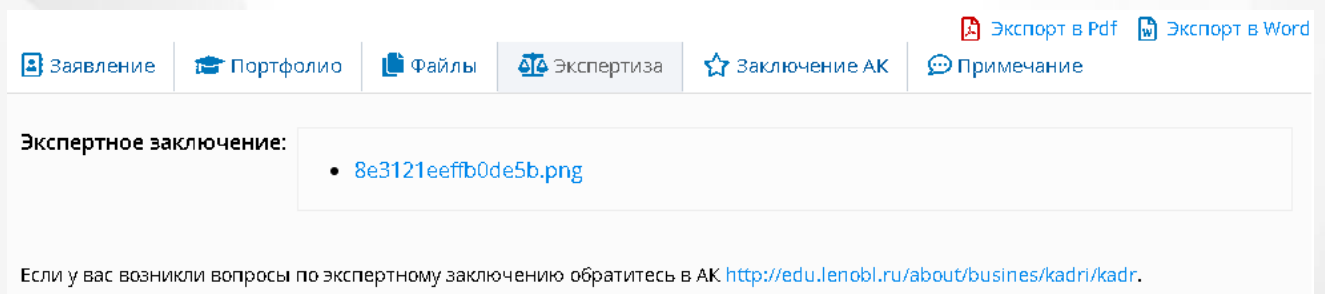 Экспорт в Pdf Экспорт в Word
Заявление Портфолио Файлы Экспертиза Заключение АК Примечание
Экспертное заключение:
• 8e3121eeffb0de5b.png
Если у вас возникли вопросы по экспертному заключению обратитесь в АК http://edu.lenobl.ru/about/busines/kadri/kadr.